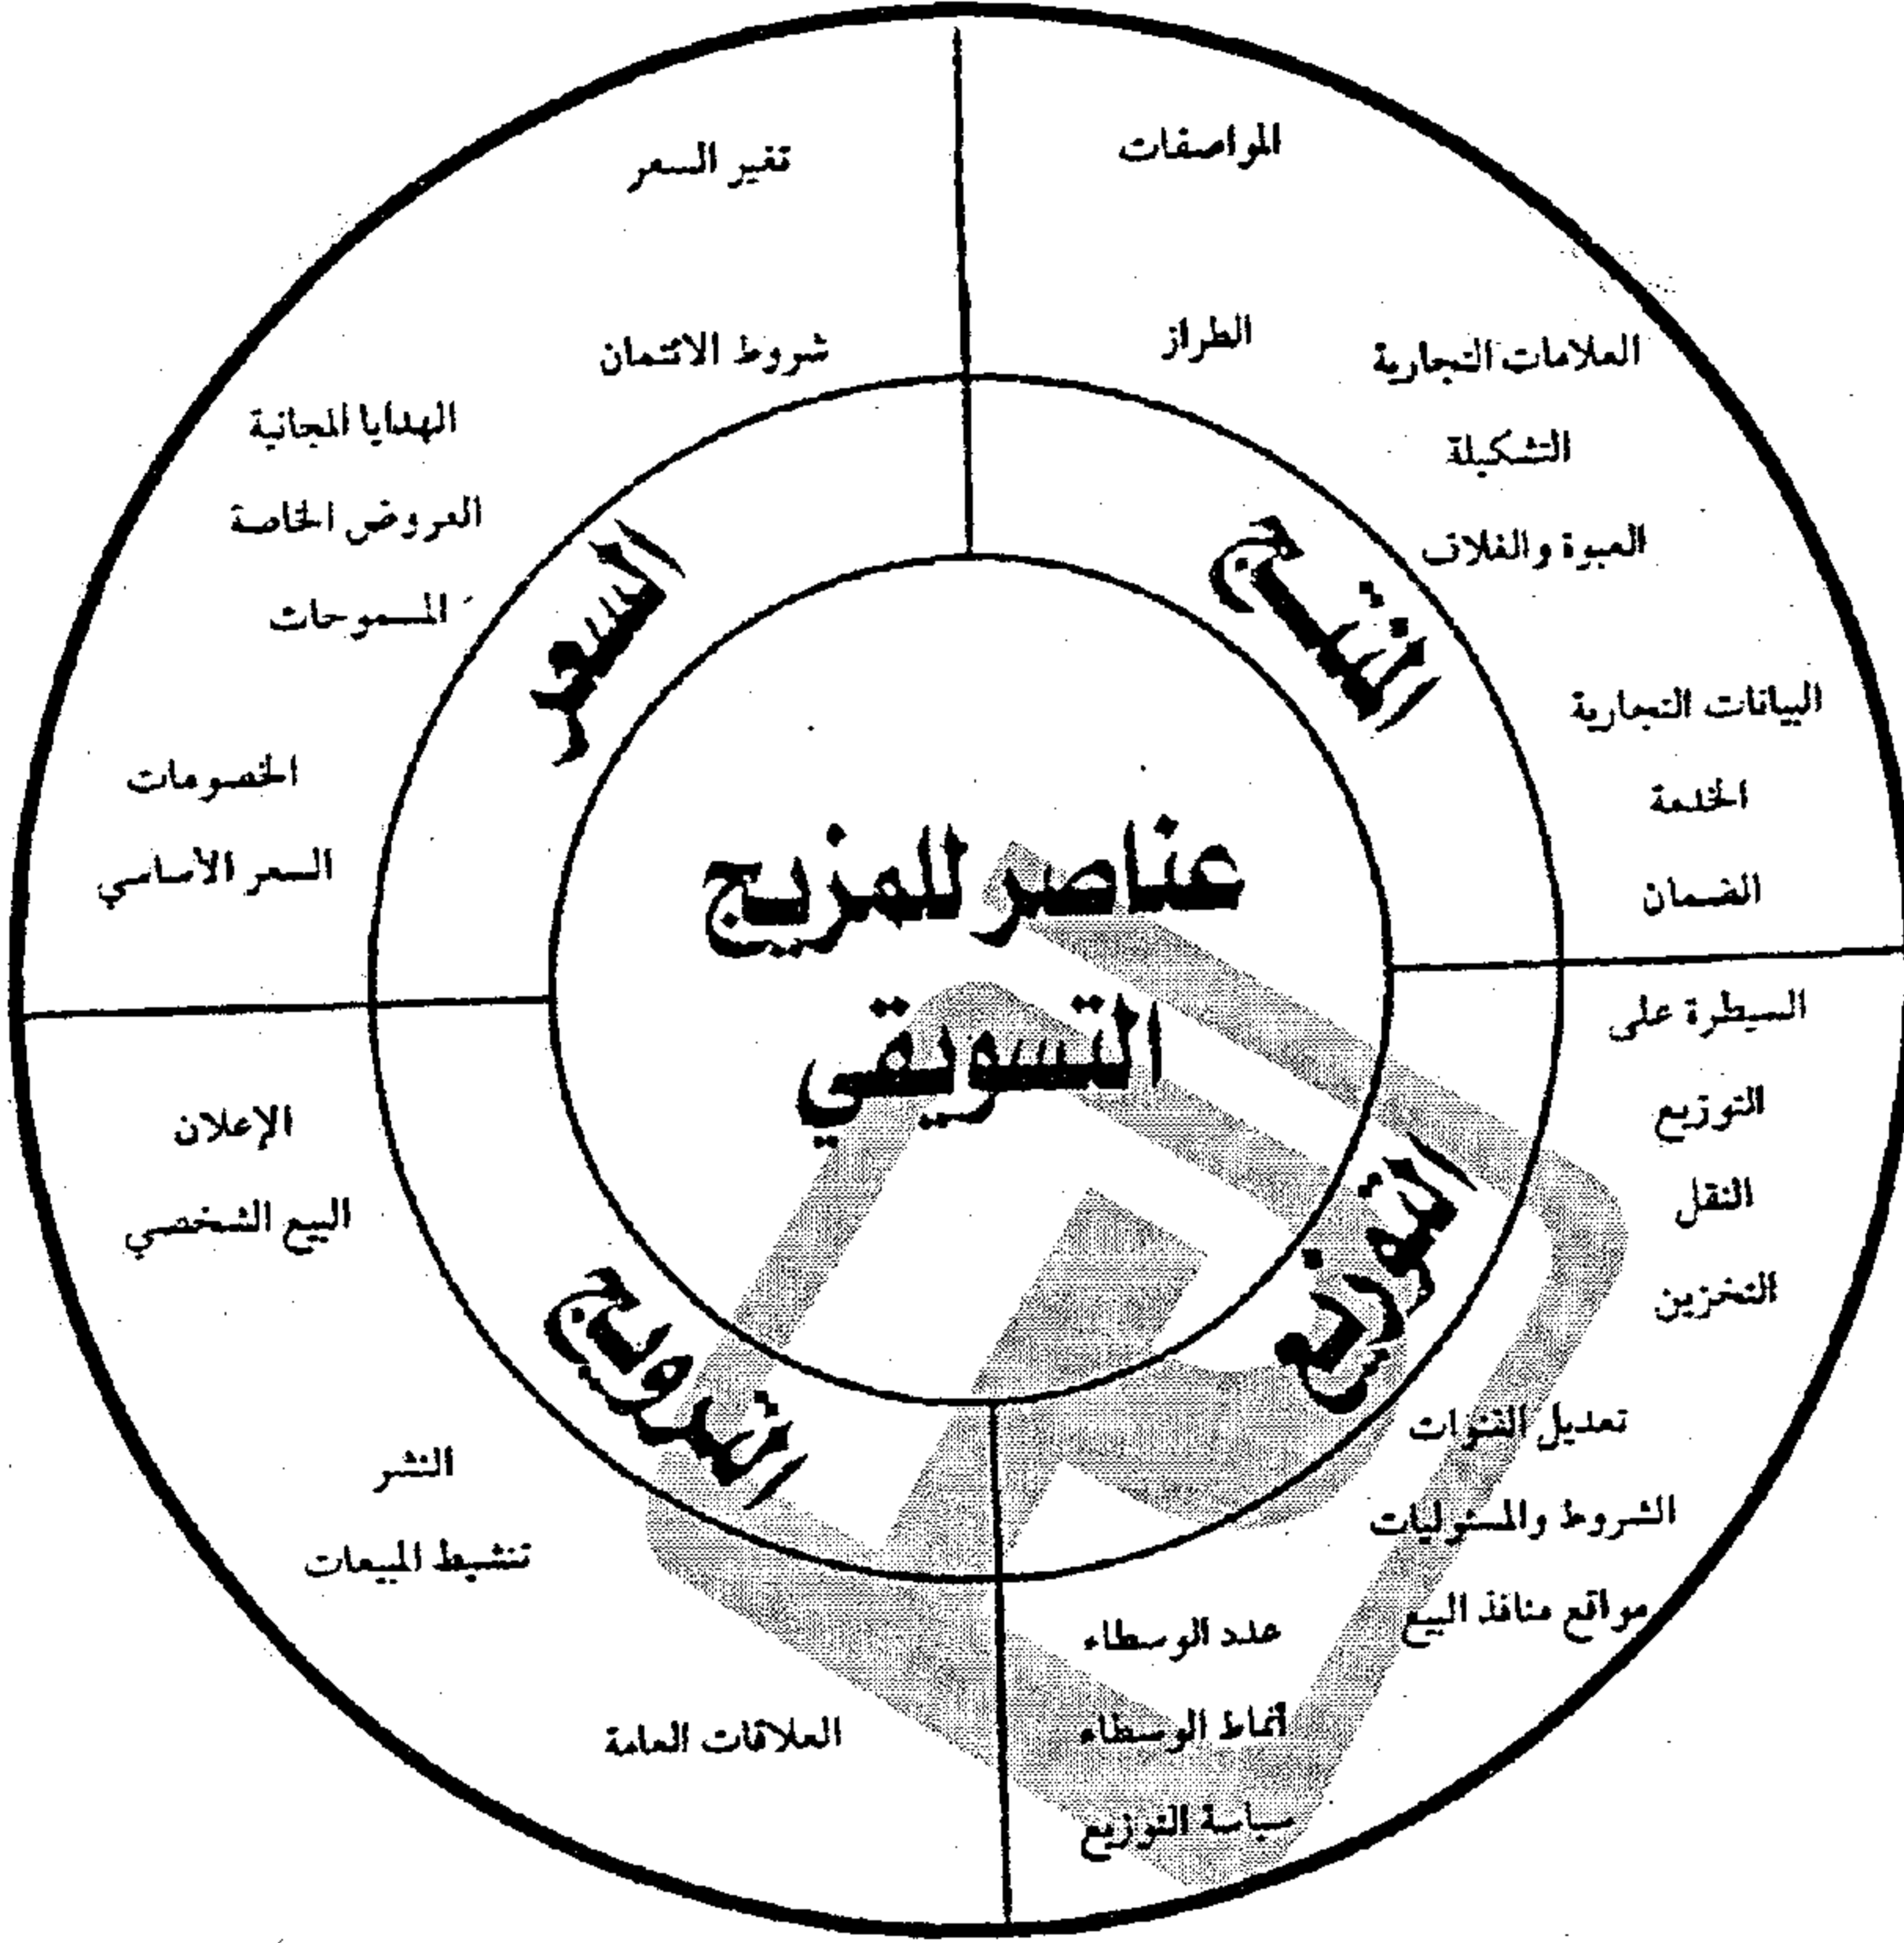 عناصر للمزيج
التسويقي
المنتج
المواصفات
الطراز
العلامات التجارية
التشكيلة
العبوة والغلاف
البيانات التجارية
الخدمة
الضمان
التوزيع
السيطرة على
التوزيع
النقل
التخزين
تعديل القنوات
الشروط والمسئوليات
مواقع منافذ البيع
عدد الوسطاء
أنماط الوسطاء
سياسة التوزيع
الترويج
الإعلان
البيع الشخصي
النشر
تنشيط المبيعات
العلاقات العامة
السعر
تغير السعر
شروط الائتمان
الهدايا المجانية
العروض الخاصة
المسموحات
الخصومات
السعر الأساسي